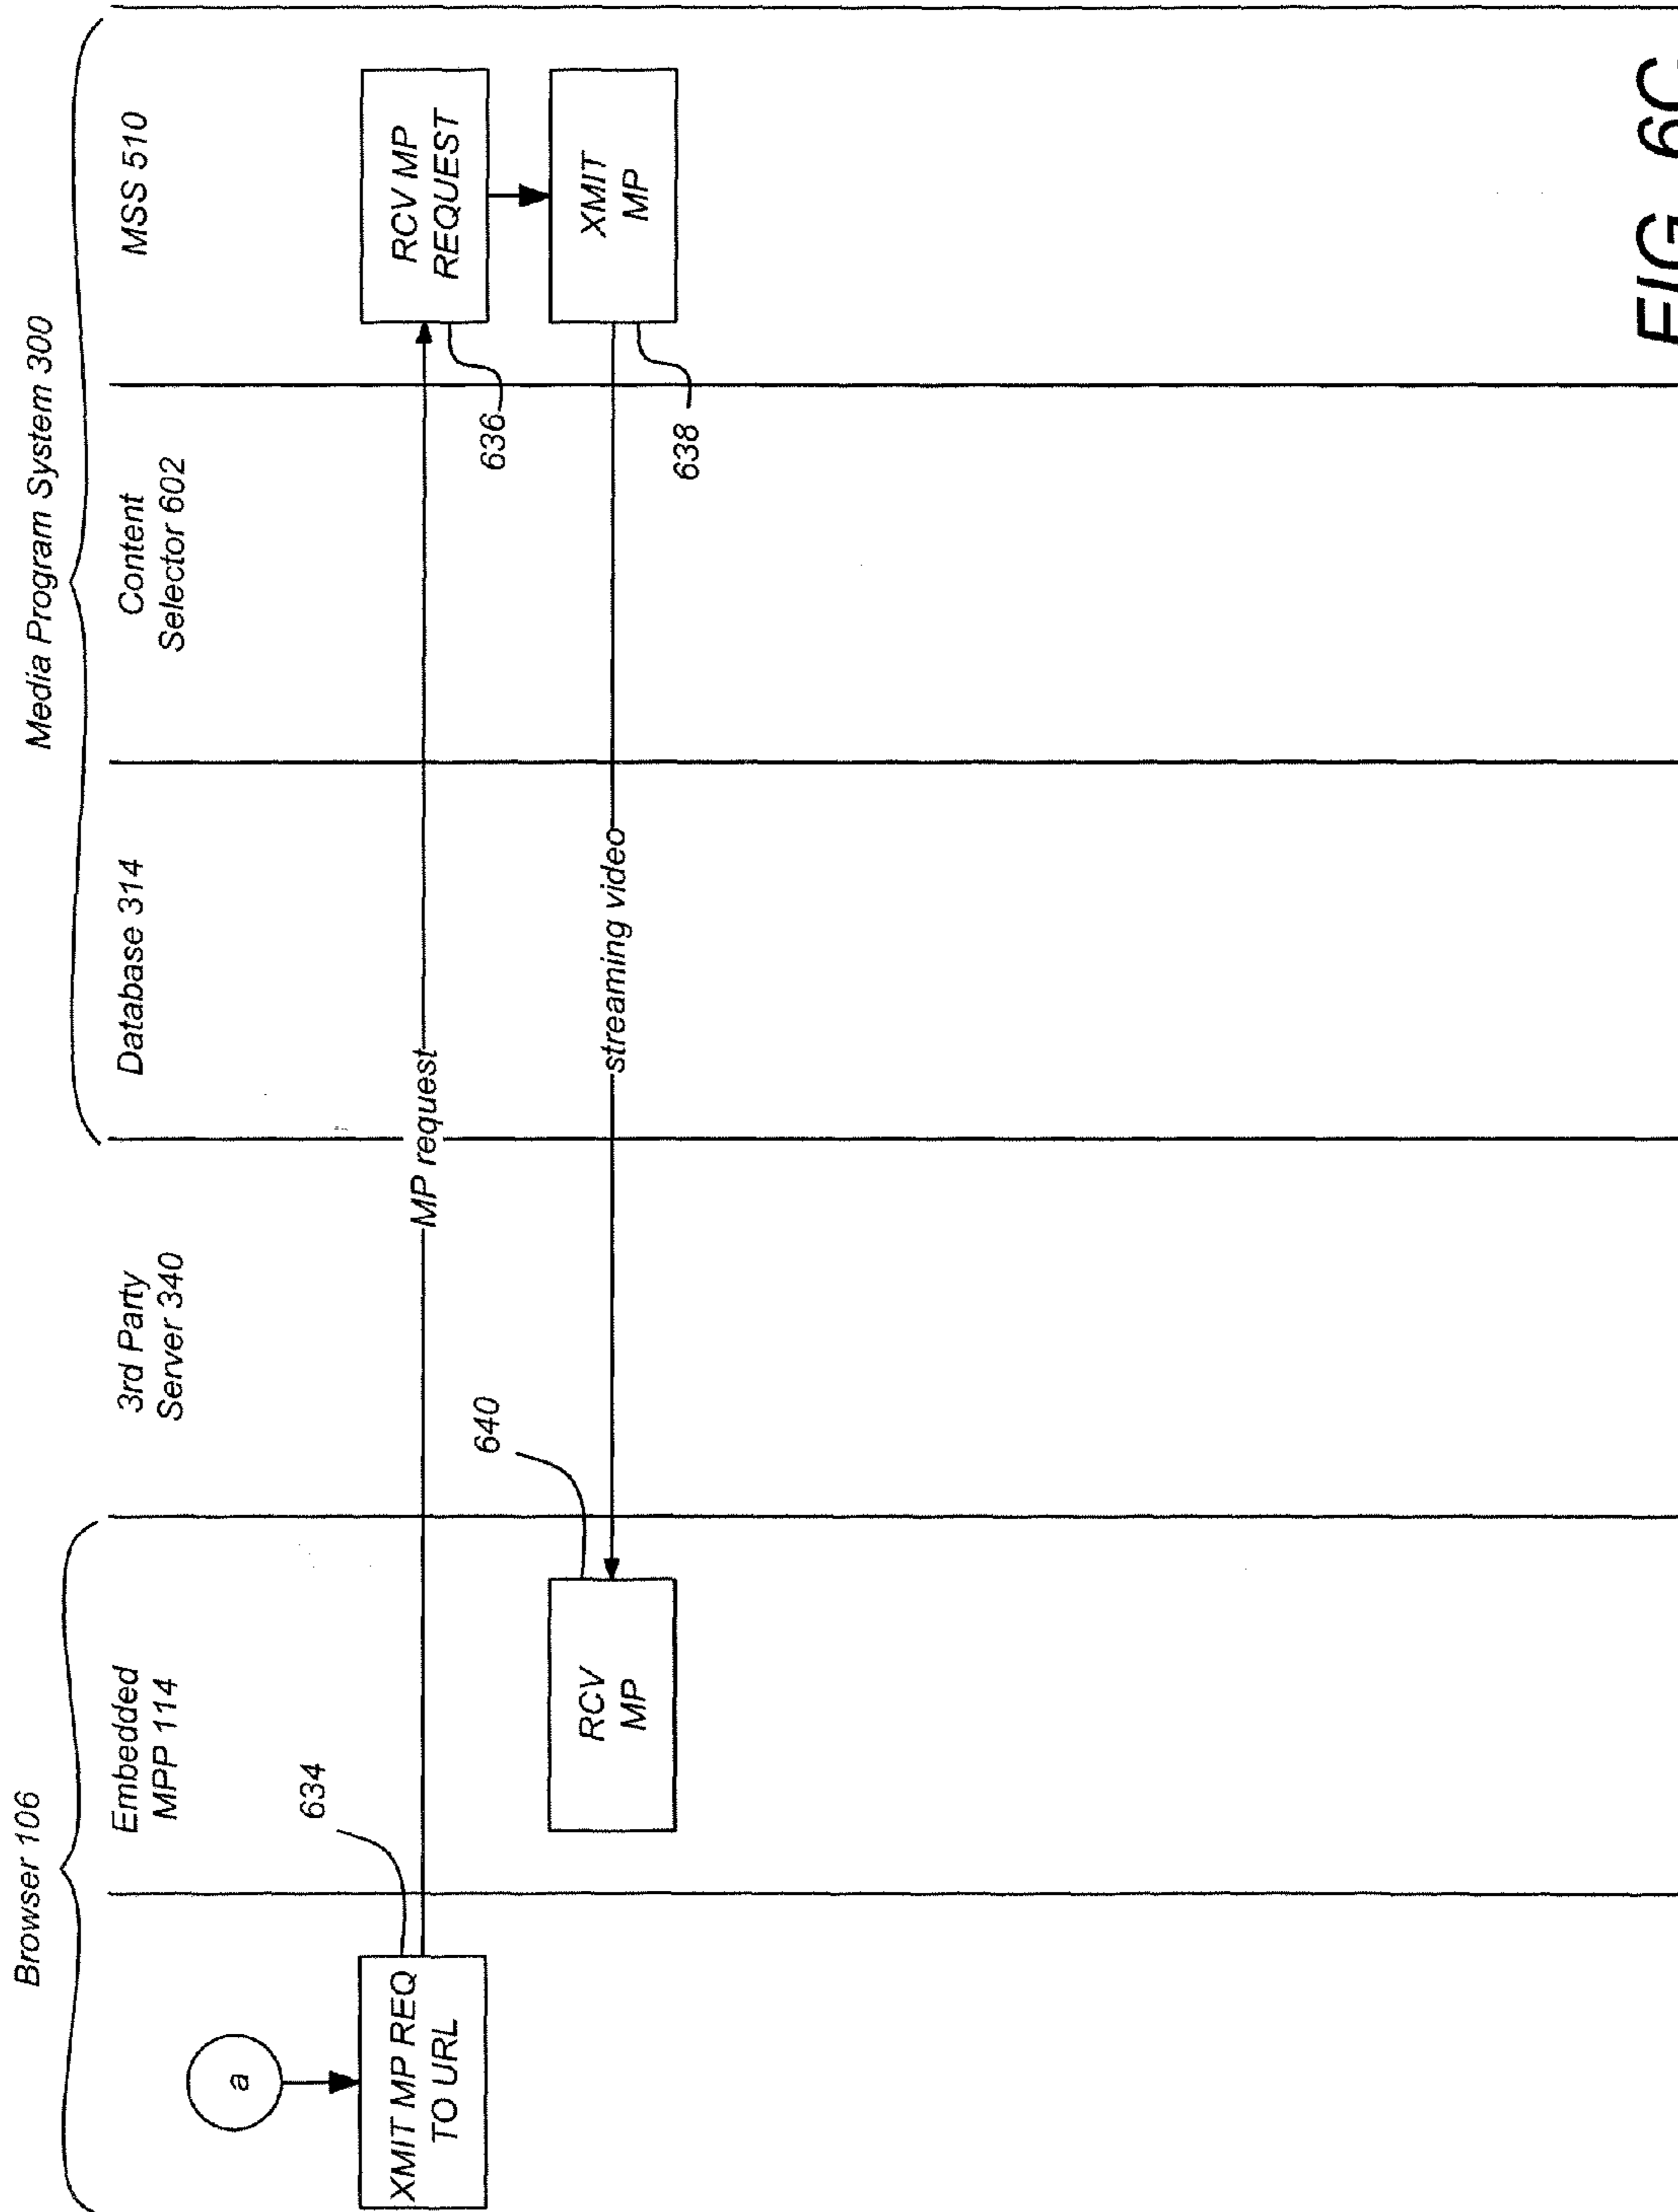 Browser 106
Media Program System 300
Embedded
MPP 114
3rd Party
Server 340
Database 314
Content
Selector 602
MSS 510
a
634
XMIT MP REQ
TO URL
MP request
RCV MP
REQUEST
636
640
RCV
MP
streaming video
XMIT
MP
638
FIG. 6C